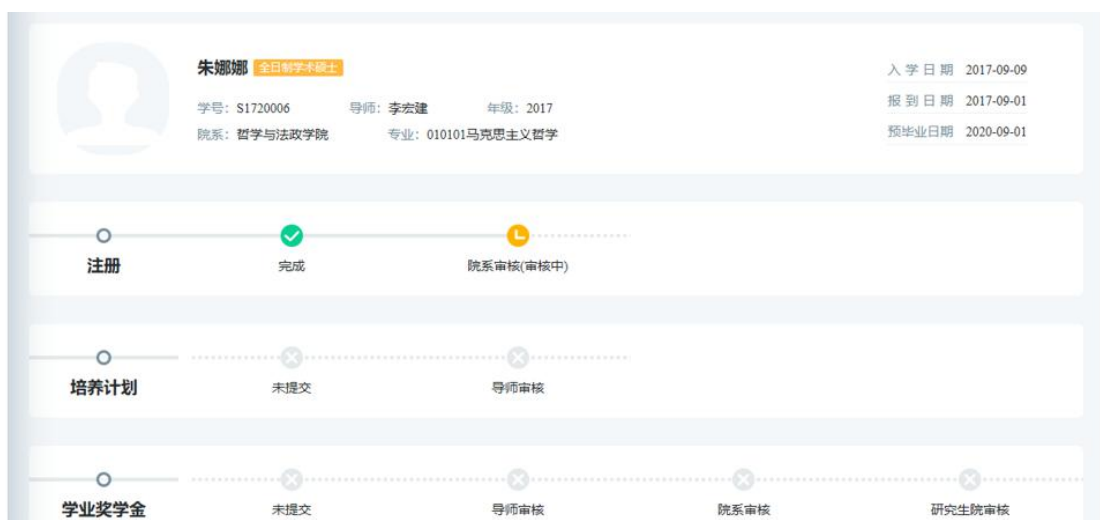 朱娜娜 全日制学术硕士
入学日期 2017-09-09
学号: S1720006 导师: 李宏建 年级: 2017
报到日期 2017-09-01
院系: 哲学与法政学院 专业: 010101马克思主义哲学
预毕业日期 2020-09-01
注册 完成 院系审核(审核中)
培养计划 未提交 导师审核
学业奖学金 未提交 导师审核 院系审核 研究生院审核